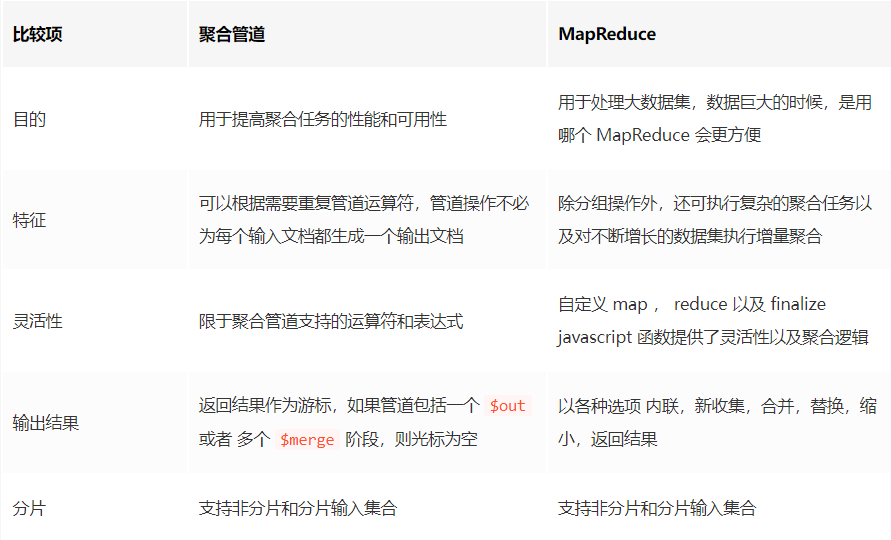 比较项
聚合管道
MapReduce
目的
用于提高聚合任务的性能和可用性
用于处理大数据集，数据巨大的时候，是用
哪个 MapReduce 会更方便
特征
可以根据需要重复管道运算符，管道操作不必
为每个输入文档都生成一个输出文档
除分组操作外，还可执行复杂的聚合任务以
及对不断增长的数据集执行增量聚合
灵活性
限于聚合管道支持的运算符和表达式
自定义 map ， reduce 以及 finalize
javascript 函数提供了灵活性以及聚合逻辑
输出结果
返回结果作为游标，如果管道包括一个 $out
或者 多个 $merge 阶段，则光标为空
以各种选项 内联，新收集，合并，替换，缩
小，返回结果
分片
支持非分片和分片输入集合
支持非分片和分片输入集合